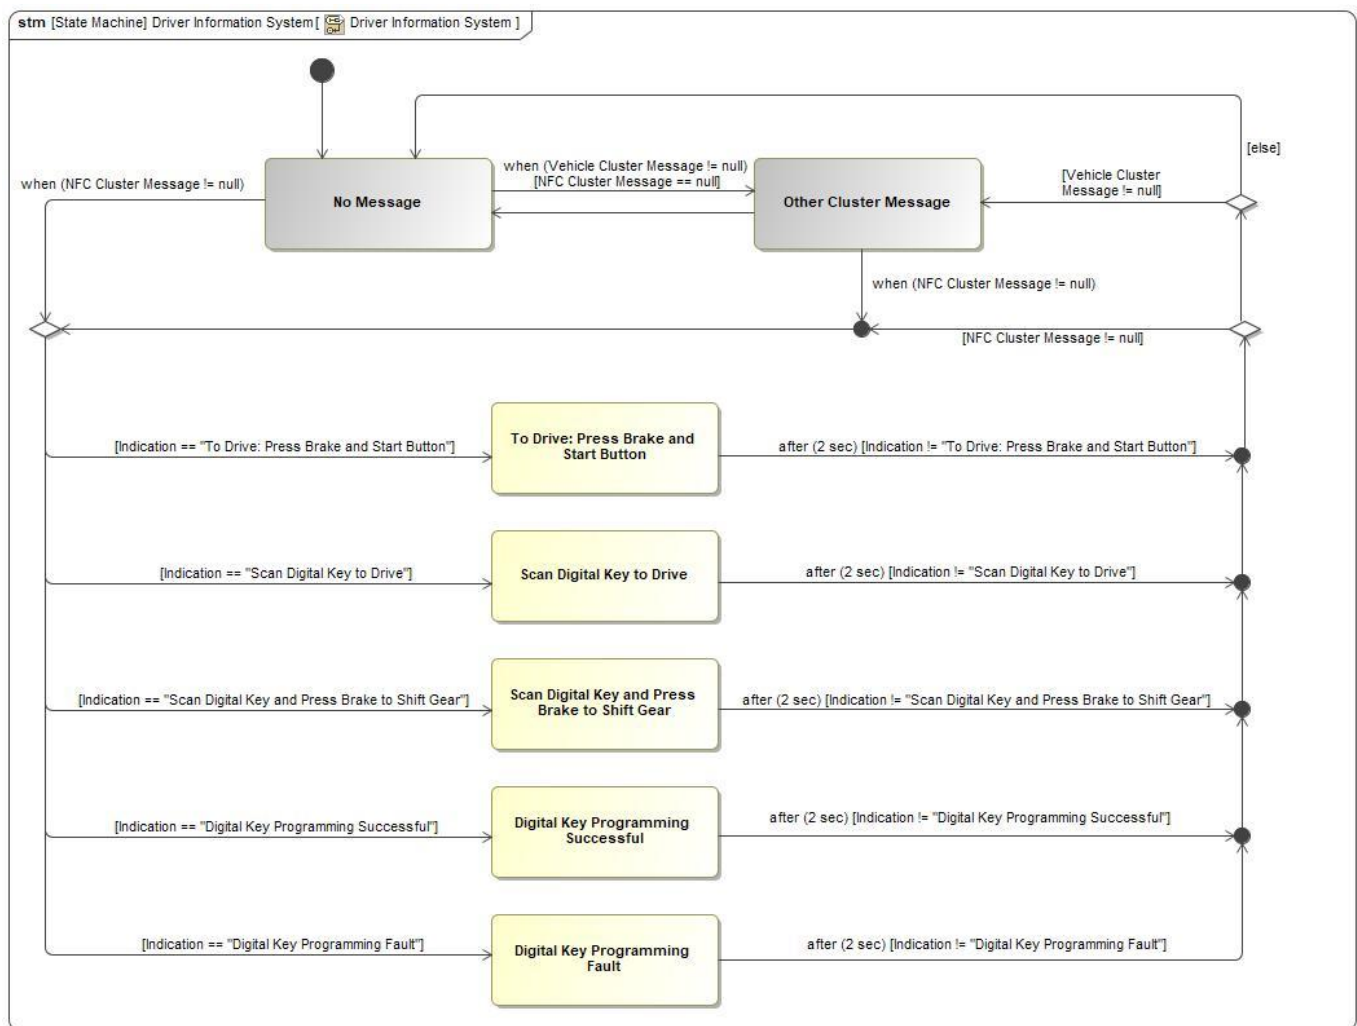 stm [State Machine] Driver Information System[ Driver Information System ]
[else]
when (NFC Cluster Message != null)
No Message
when (Vehicle Cluster Message != null)
[NFC Cluster Message == null]
Other Cluster Message
[Vehicle Cluster
Message != null]
when (NFC Cluster Message != null)
[NFC Cluster Message != null]
[Indication == "To Drive: Press Brake and Start Button"]
To Drive: Press Brake and
Start Button
after (2 sec) [Indication != "To Drive: Press Brake and Start Button"]
[Indication == "Scan Digital Key to Drive"]
Scan Digital Key to Drive
after (2 sec) [Indication != "Scan Digital Key to Drive"]
[Indication == "Scan Digital Key and Press Brake to Shift Gear"]
Scan Digital Key and Press
Brake to Shift Gear
after (2 sec) [Indication != "Scan Digital Key and Press Brake to Shift Gear"]
[Indication == "Digital Key Programming Successful"]
Digital Key Programming
Successful
after (2 sec) [Indication != "Digital Key Programming Successful"]
[Indication == "Digital Key Programming Fault"]
Digital Key Programming
Fault
after (2 sec) [Indication != "Digital Key Programming Fault"]